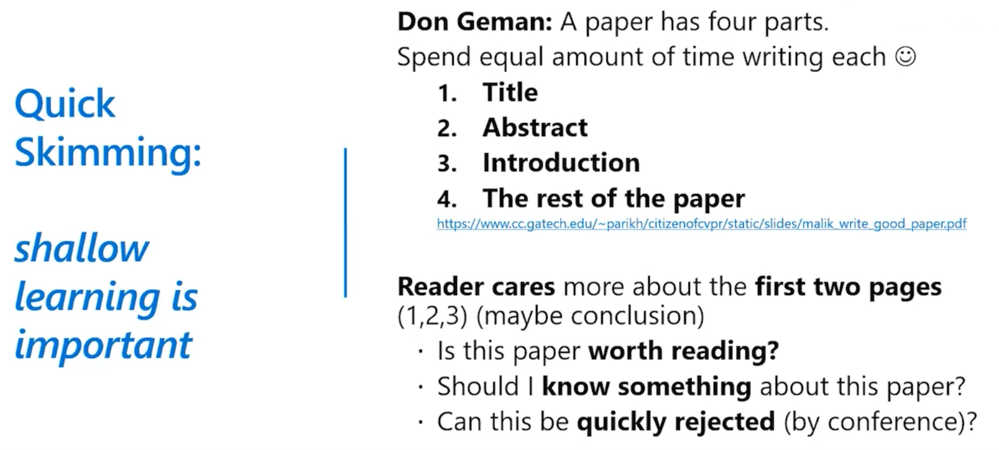 Quick
Skimming:
shallow
learning is
important
Don Geman: A paper has four parts.
Spend equal amount of time writing each ☺
1. Title
2. Abstract
3. Introduction
4. The rest of the paper
https://www.cc.gatech.edu/~parikh/citizenofcvpr/static/slides/malik_write_good_paper.pdf
Reader cares more about the first two pages
(1,2,3) (maybe conclusion)
· Is this paper worth reading?
· Should I know something about this paper?
· Can this be quickly rejected (by conference)?